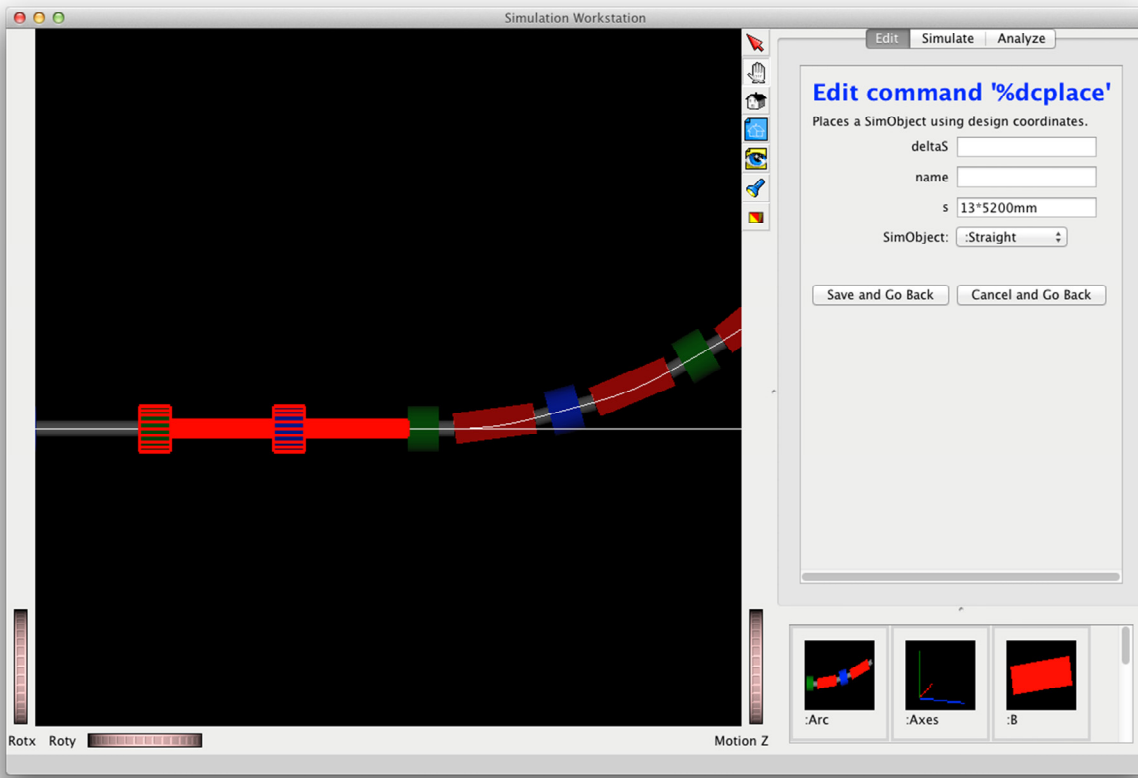 Simulation Workstation
Edit Simulate Analyze
Edit command '%dcplace'
Places a SimObject using design coordinates.
deltaS
name
s 13*5200mm
SimObject: :Straight
Save and Go Back Cancel and Go Back
:Arc :Axes :B
Rotx Roty Motion Z